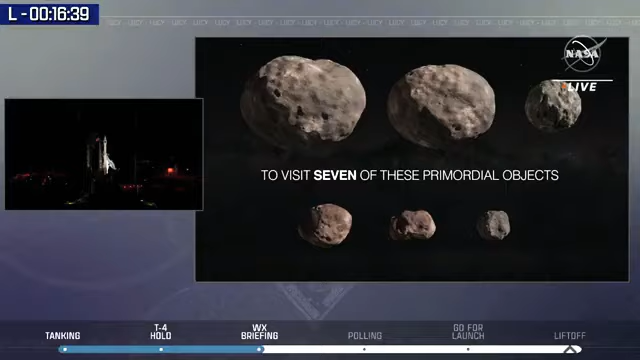 L - 00:16:39
NASA
LIVE
TO VISIT SEVEN OF THESE PRIMORDIAL OBJECTS
TANKING
T-4
HOLD
WX
BRIEFING
POLLING
GO FOR
LAUNCH
LIFTOFF